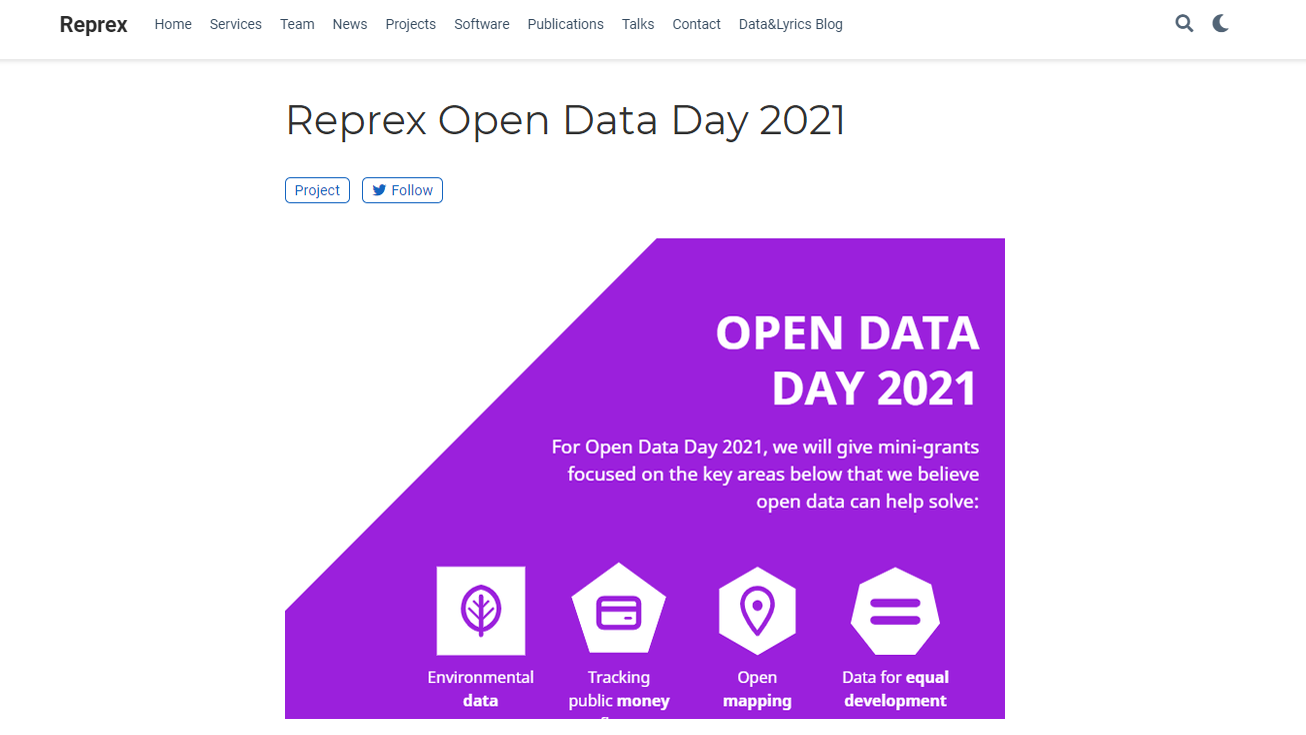 Reprex Home Services Team News Projects Software Publications Talks Contact Data&Lyrics Blog
Reprex Open Data Day 2021
Project Follow
OPEN DATA
DAY 2021
For Open Data Day 2021, we will give mini-grants
focused on the key areas below that we believe
open data can help solve:
Environmental
data
Tracking
public money
Open
mapping
Data for equal
development